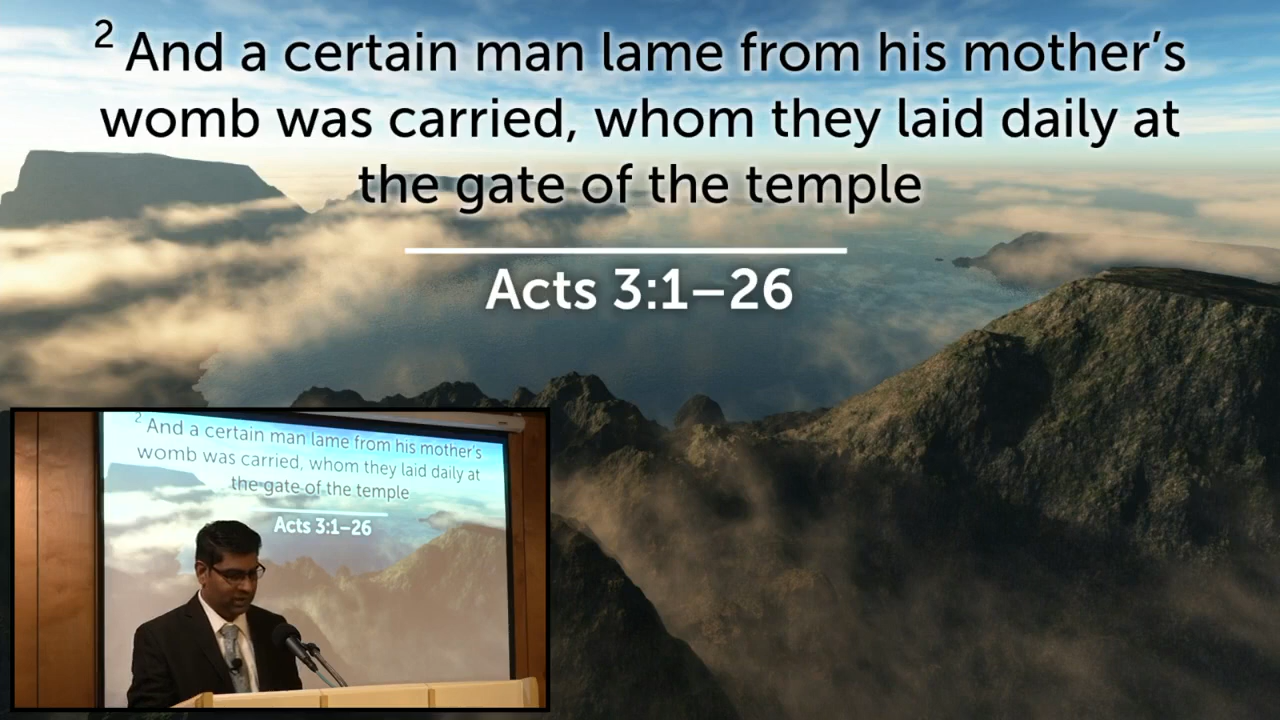 2 And a certain man lame from his mother’s
womb was carried, whom they laid daily at
the gate of the temple
Acts 3:1–26
2 And a certain man lame from his mother's
womb was carried, whom they laid daily at
the gate of the temple
Acts 3:1–26